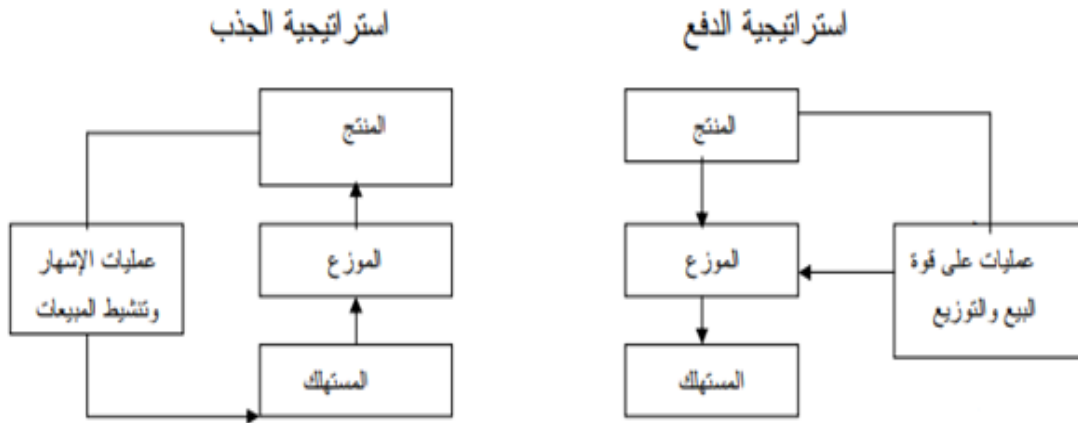 استراتيجية الدفع
المنتج
الموزع
عمليات على قوة
البيع والتوزيع
المستهلك
استراتيجية الجذب
المنتج
الموزع
عمليات الإشهار
وتنشيط المبيعات
المستهلك